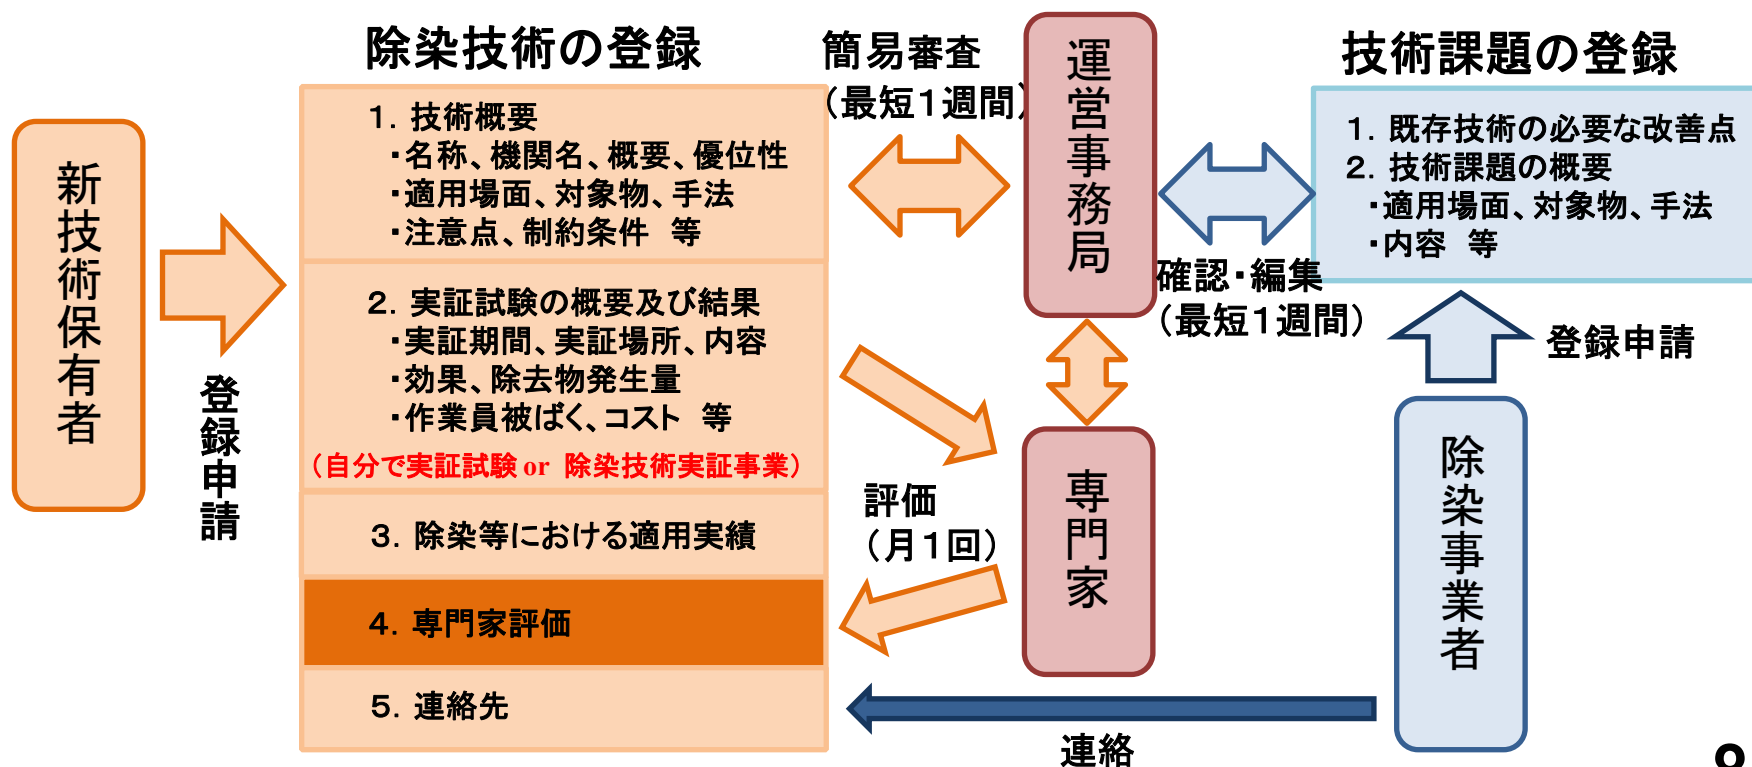 除染技術の登録
簡易審査
（最短１週間）
運営事務局
技術課題の登録
新技術保有者
登録申請
１．技術概要
・名称、機関名、概要、優位性
・適用場面、対象物、手法
・注意点、制約条件　等
２．実証試験の概要及び結果
・実証期間、実証場所、内容
・効果、除去物発生量
・作業員被ばく、コスト　等
（自分で実証試験 or 除染技術実証事業）
３．除染等における適用実績
４．専門家評価
５．連絡先
評価
（月１回）
専門家
１．既存技術の必要な改善点
２．技術課題の概要
・適用場面、対象物、手法
・内容　等
確認・編集
（最短１週間）
登録申請
除染事業者
連絡